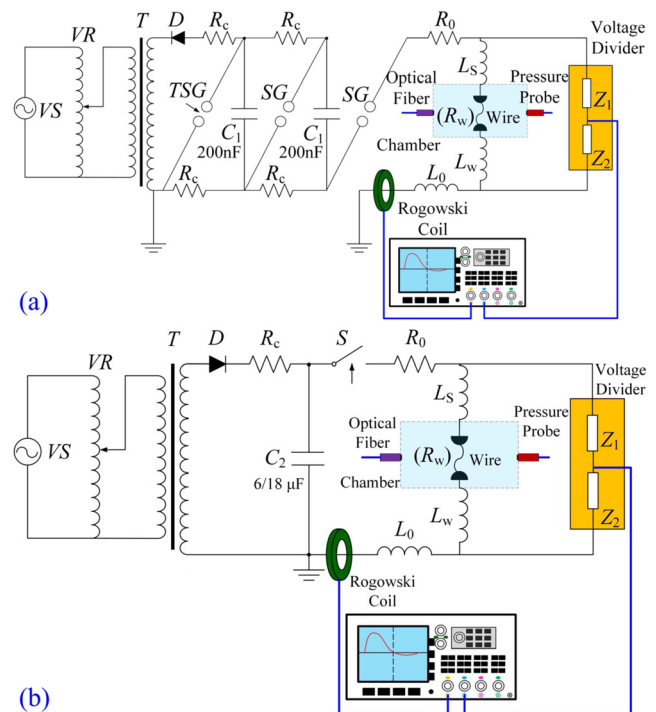 T D Rc Rc R0
VR
Voltage
Divider
LS
Optical
Fiber
Pressure
Probe
TSG SG SG
VS
(Rw) Wire
Z1
C1
200nF
C1
200nF
Z2
Chamber
Lw
Rc Rc
L0
Rogowski
Coil
(a)
T D Rc S R0
VR
Voltage
Divider
LS
Optical
Fiber
Pressure
Probe
VS
C2
6/18 μF
(Rw) Wire
Z1
Chamber
Z2
Lw
L0
Rogowski
Coil
(b)